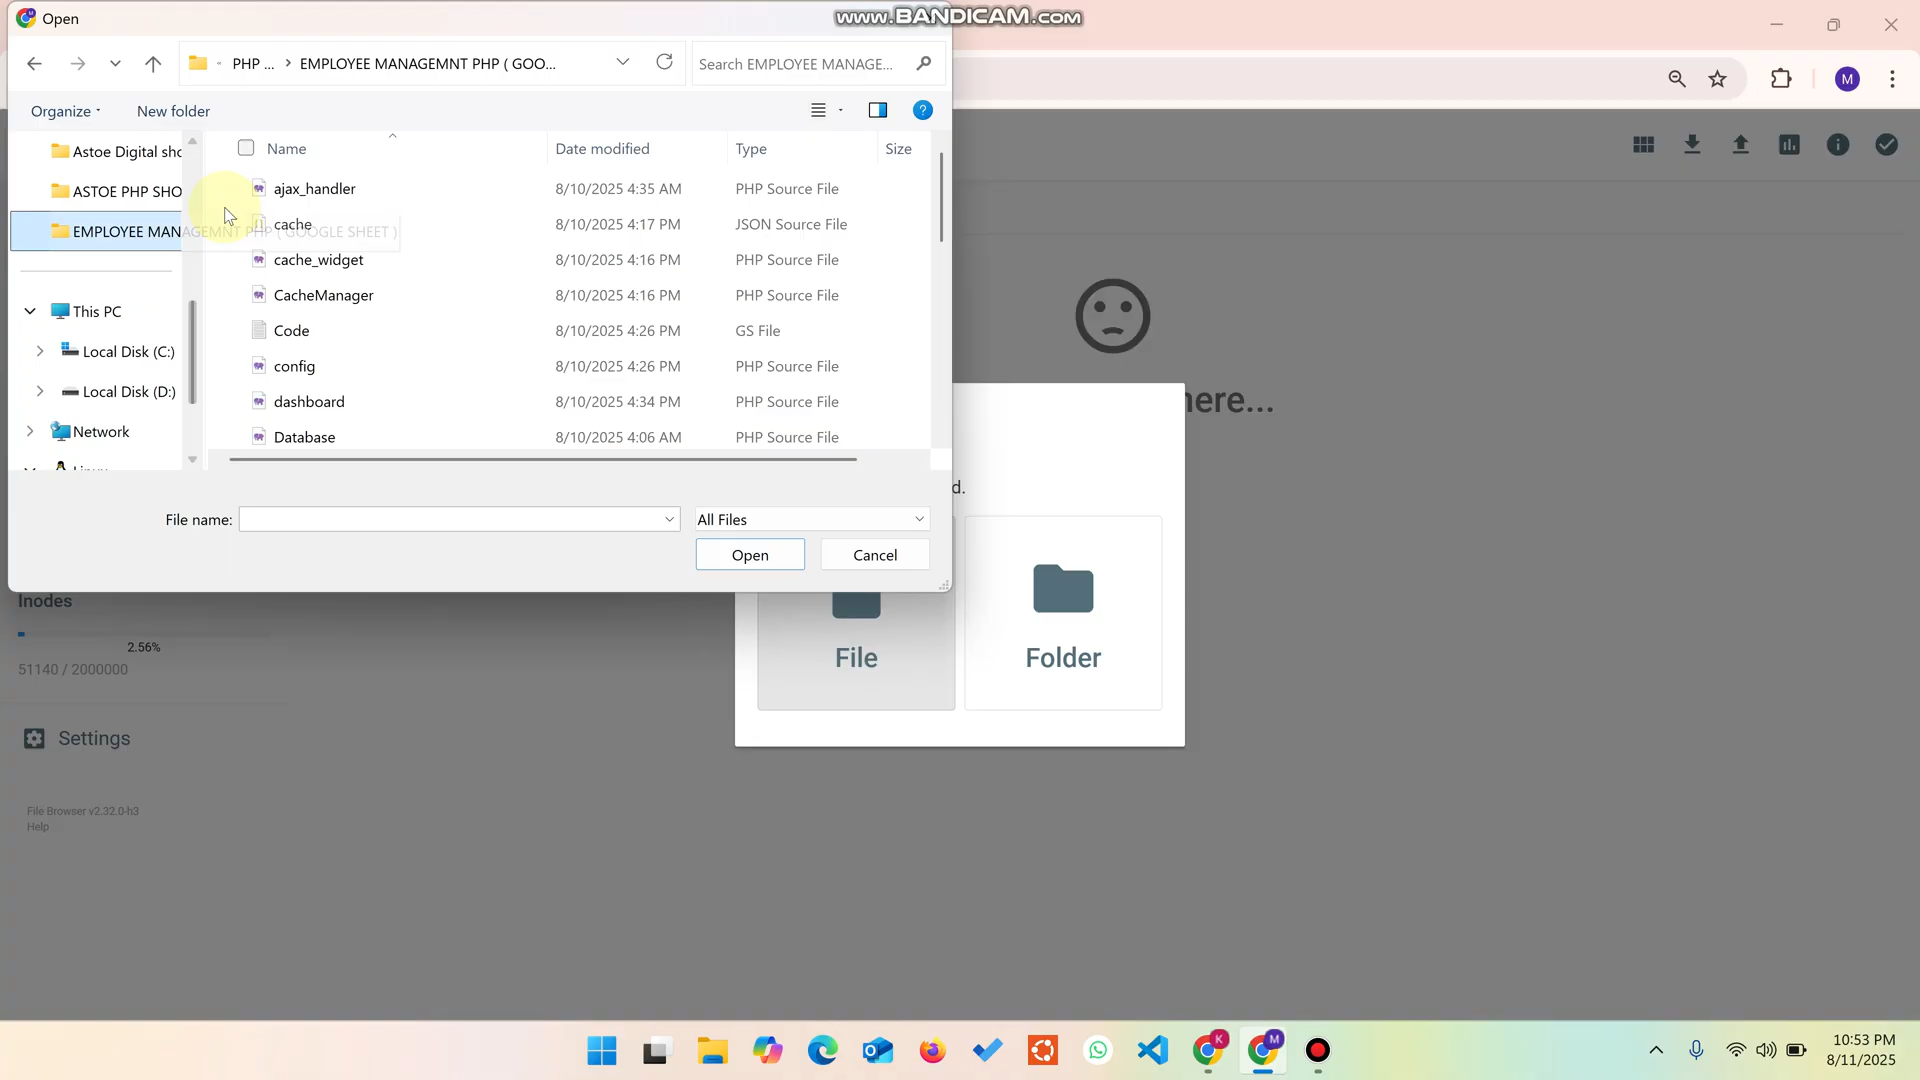 Open
www.BANDICAM.com
PHP ...
EMPLOYEE MANAGEMNT PHP ( GOO...
Search EMPLOYEE MANAGE...
M
Organize
New folder
Astoe Digital sho
ASTOE PHP SHO
EMPLOYEE MANAGEMNT PHP ( GOOGLE SHEET )
This PC
Local Disk (C:)
Local Disk (D:)
Network
Name
Date modified
Type
Size
ajax_handler
8/10/2025 4:35 AM
PHP Source File
cache
8/10/2025 4:17 PM
JSON Source File
cache_widget
8/10/2025 4:16 PM
PHP Source File
CacheManager
8/10/2025 4:16 PM
PHP Source File
Code
8/10/2025 4:26 PM
GS File
config
8/10/2025 4:26 PM
PHP Source File
dashboard
8/10/2025 4:34 PM
PHP Source File
Database
8/10/2025 4:06 AM
PHP Source File
File name:
All Files
Open
Cancel
here...
d.
File
Folder
Inodes
2.56%
51140 / 2000000
Settings
File Browser v2.32.0-h3
Help
K
M
10:53 PM
8/11/2025